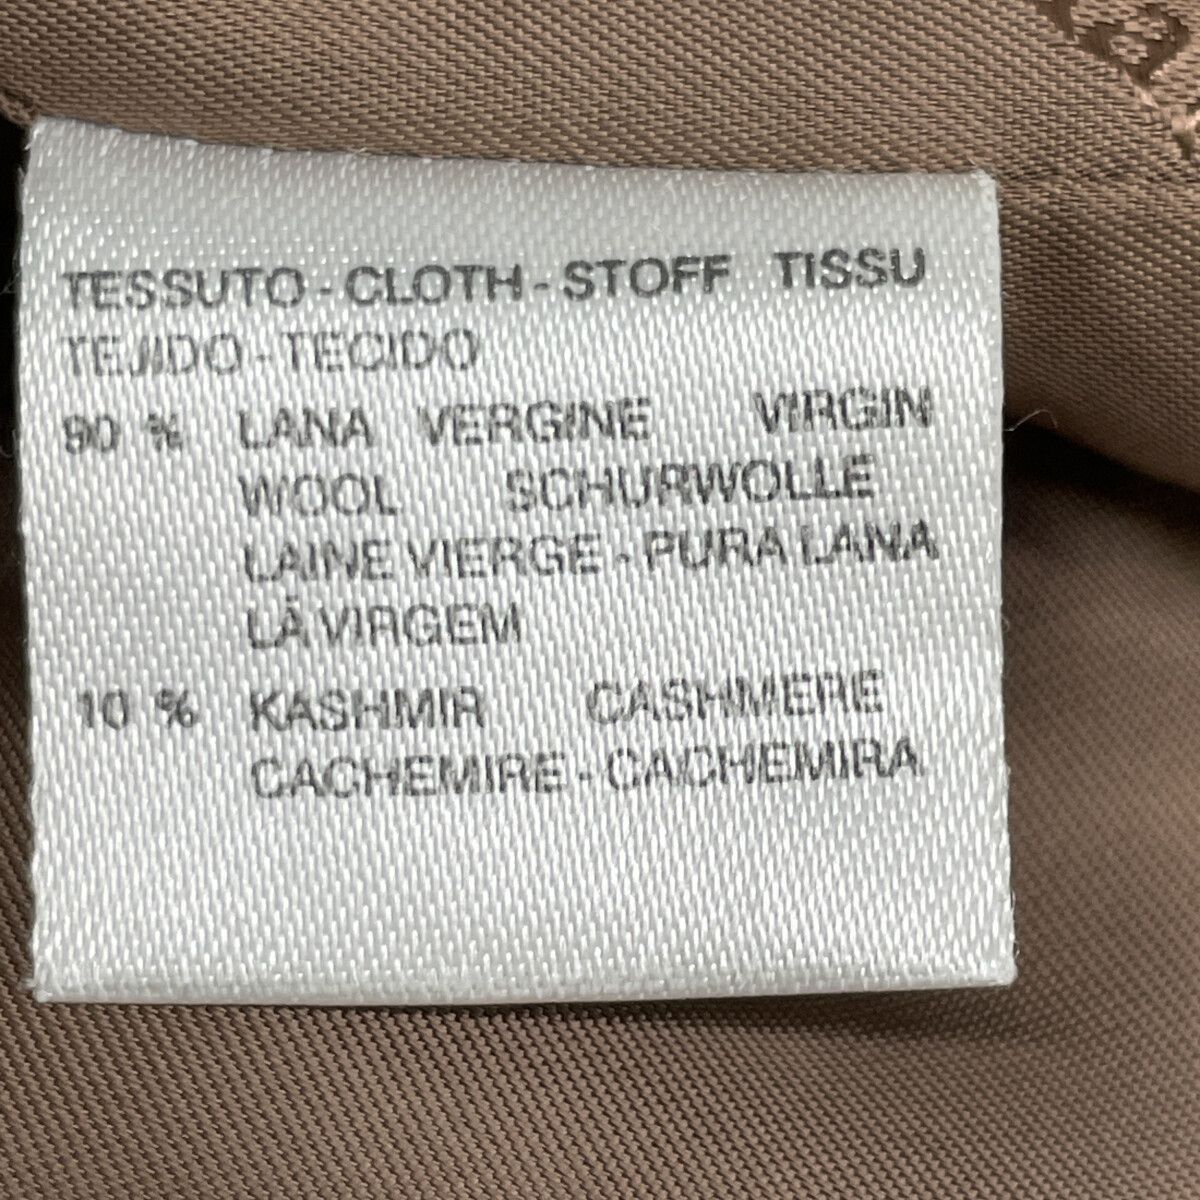 TESSUTO - CLOTH - STOFF TISSU
TEJIDO - TECIDO
90 % LANA VERGINE VIRGIN
WOOL SCHURWOLLE
LAINE VIERGE - PURA LANA
LÃ VIRGEM
10 % KASHMIR CASHMERE
CACHEMIRE - CACHEMIRA